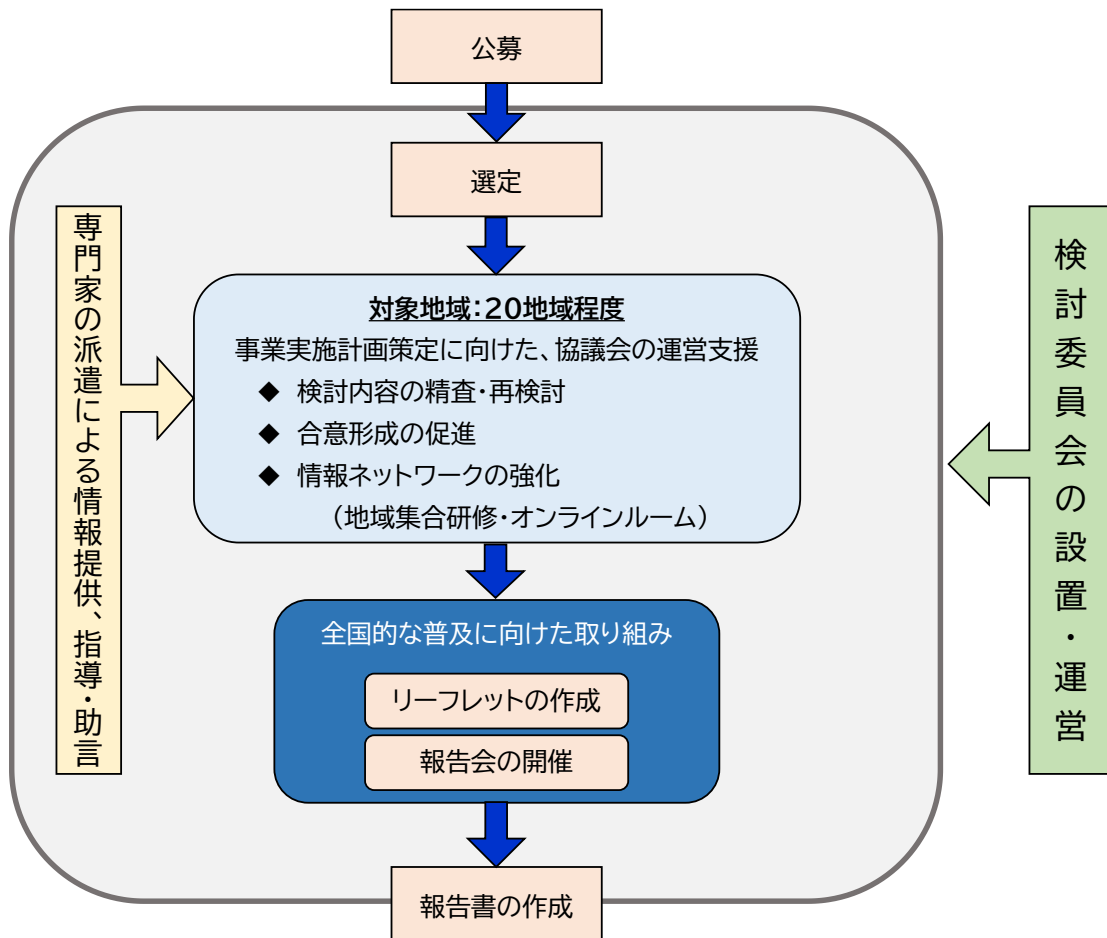 公募
選定
専門家の派遣による情報提供、指導・助言
対象地域:20地域程度
事業実施計画策定に向けた、協議会の運営支援
◆ 検討内容の精査・再検討
◆ 合意形成の促進
◆ 情報ネットワークの強化
（地域集合研修・オンラインルーム）
検討委員会の設置・運営
全国的な普及に向けた取り組み
リーフレットの作成
報告会の開催
報告書の作成